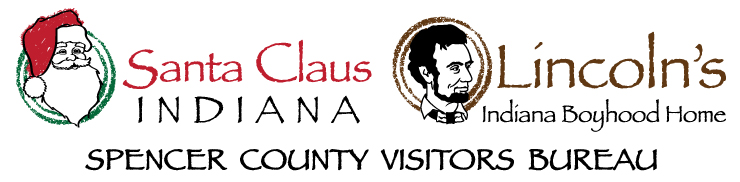 Santa Claus
INDIANA
Lincoln's
Indiana Boyhood Home
SPENCER COUNTY VISITORS BUREAU